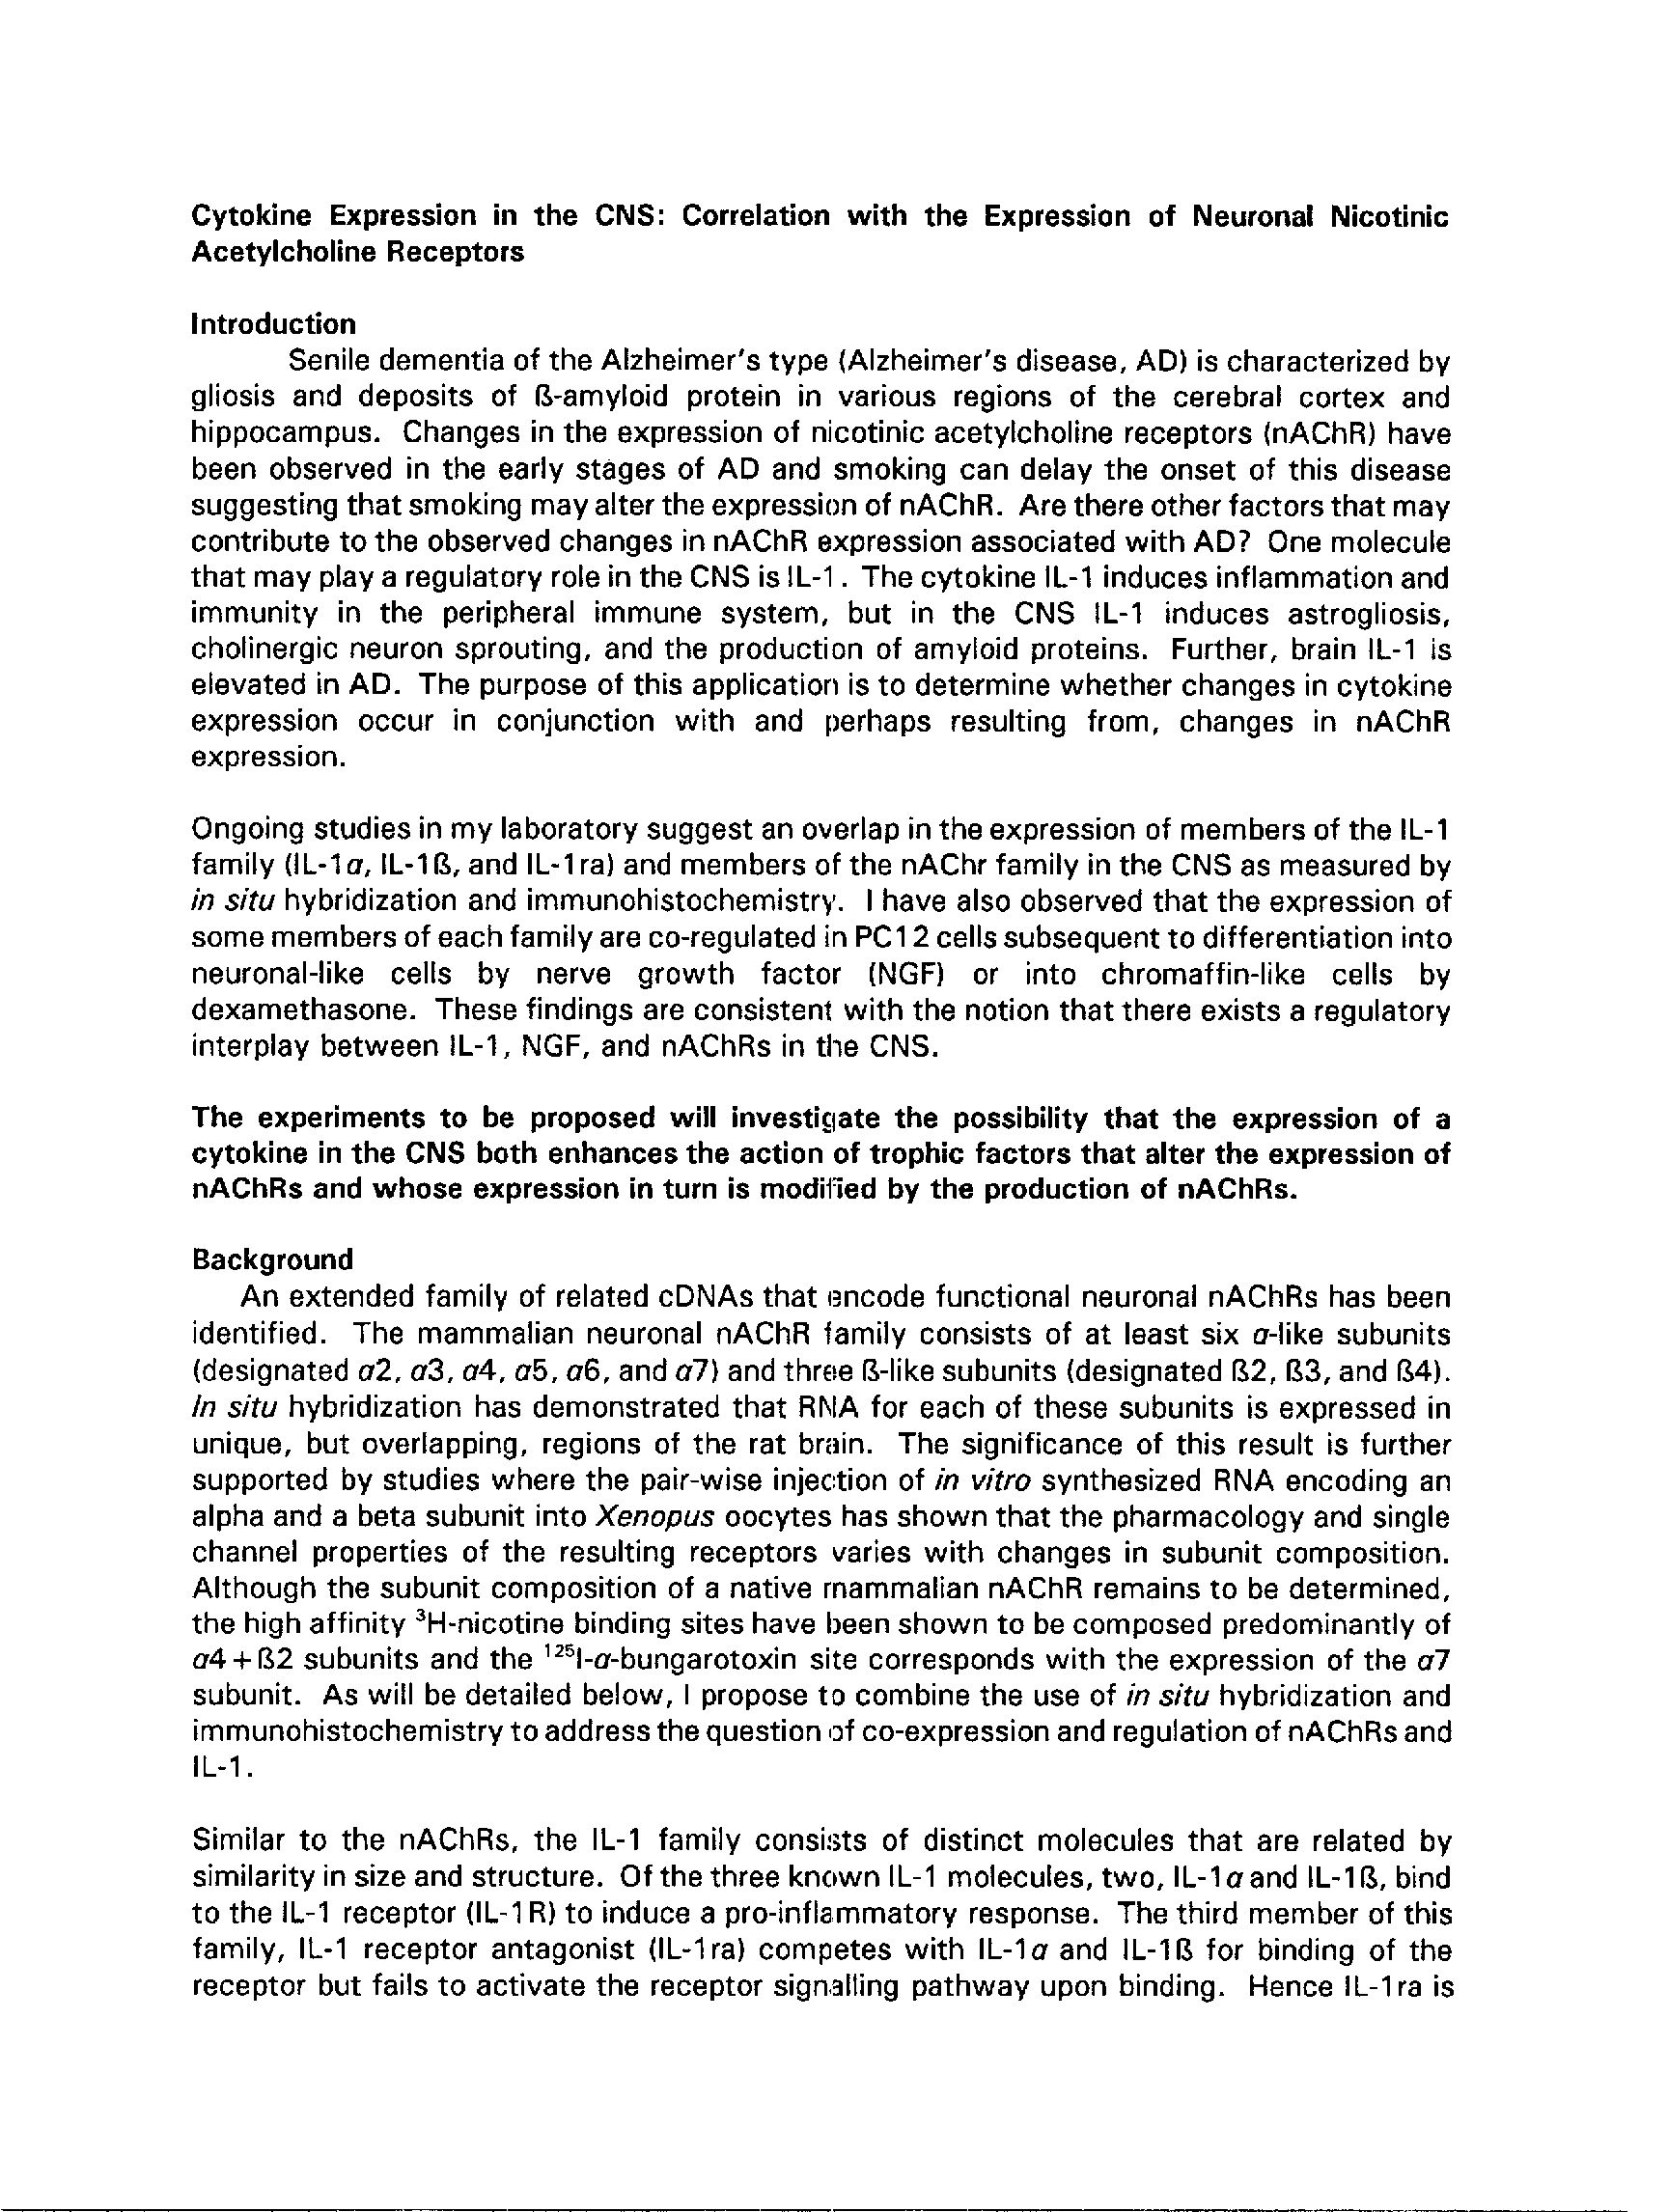 Cytokine Expression in the CNS: Correlation with the Expression of Neuronal Nicotinic
Acetylcholine Receptors
Introduction
Senile dementia of the Alzheimer's type (Alzheimer's disease, AD) is characterized by
gliosis and deposits of ß-amyloid protein in various regions of the cerebral cortex and
hippocampus. Changes in the expression of nicotinic acetylcholine receptors (nAChR) have
been observed in the early stages of AD and smoking can delay the onset of this disease
suggesting that smoking may alter the expression of nAChR. Are there other factors that may
contribute to the observed changes in nAChR expression associated with AD? One molecule
that may play a regulatory role in the CNS is IL-1. The cytokine IL-1 induces inflammation and
immunity in the peripheral immune system, but in the CNS IL-1 induces astrogliosis,
cholinergic neuron sprouting, and the production of amyloid proteins. Further, brain IL-1 is
elevated in AD. The purpose of this application is to determine whether changes in cytokine
expression occur in conjunction with and perhaps resulting from, changes in nAChR
expression.
Ongoing studies in my laboratory suggest an overlap in the expression of members of the IL-1
family (IL-1α, IL-1ß, and IL-1ra) and members of the nAChr family in the CNS as measured by
in situ hybridization and immunohistochemistry. I have also observed that the expression of
some members of each family are co-regulated in PC12 cells subsequent to differentiation into
neuronal-like cells by nerve growth factor (NGF) or into chromaffin-like cells by
dexamethasone. These findings are consistent with the notion that there exists a regulatory
interplay between IL-1, NGF, and nAChRs in the CNS.
The experiments to be proposed will investigate the possibility that the expression of a
cytokine in the CNS both enhances the action of trophic factors that alter the expression of
nAChRs and whose expression in turn is modified by the production of nAChRs.
Background
An extended family of related cDNAs that encode functional neuronal nAChRs has been
identified. The mammalian neuronal nAChR family consists of at least six α-like subunits
(designated α2, α3, α4, α5, α6, and α7) and three ß-like subunits (designated ß2, ß3, and ß4).
In situ hybridization has demonstrated that RNA for each of these subunits is expressed in
unique, but overlapping, regions of the rat brain. The significance of this result is further
supported by studies where the pair-wise injection of in vitro synthesized RNA encoding an
alpha and a beta subunit into Xenopus oocytes has shown that the pharmacology and single
channel properties of the resulting receptors varies with changes in subunit composition.
Although the subunit composition of a native mammalian nAChR remains to be determined,
the high affinity ³H-nicotine binding sites have been shown to be composed predominantly of
α4+ß2 subunits and the ¹²⁵I-α-bungarotoxin site corresponds with the expression of the α7
subunit. As will be detailed below, I propose to combine the use of in situ hybridization and
immunohistochemistry to address the question of co-expression and regulation of nAChRs and
IL-1.
Similar to the nAChRs, the IL-1 family consists of distinct molecules that are related by
similarity in size and structure. Of the three known IL-1 molecules, two, IL-1α and IL-1ß, bind
to the IL-1 receptor (IL-1R) to induce a pro-inflammatory response. The third member of this
family, IL-1 receptor antagonist (IL-1ra) competes with IL-1α and IL-1ß for binding of the
receptor but fails to activate the receptor signalling pathway upon binding. Hence IL-1ra is